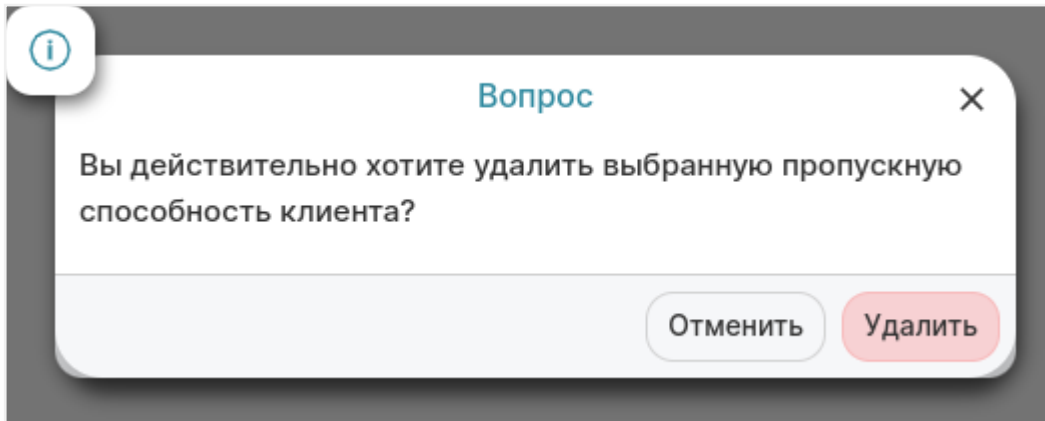 Вопрос
Вы действительно хотите удалить выбранную пропускную
способность клиента?
Отменить
Удалить